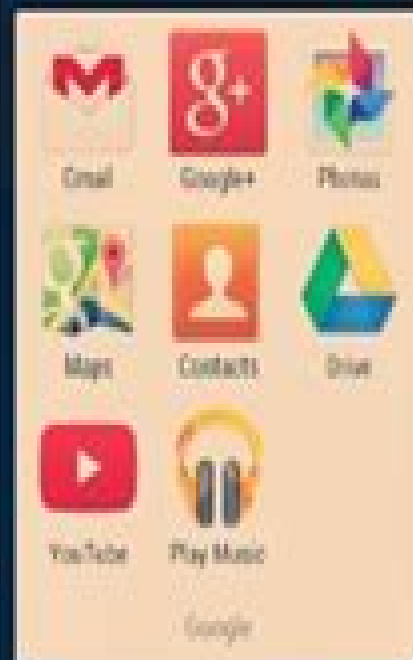 g+
Gmail Google+ Photos
Maps Contacts Drive
YouTube Play Music
Google